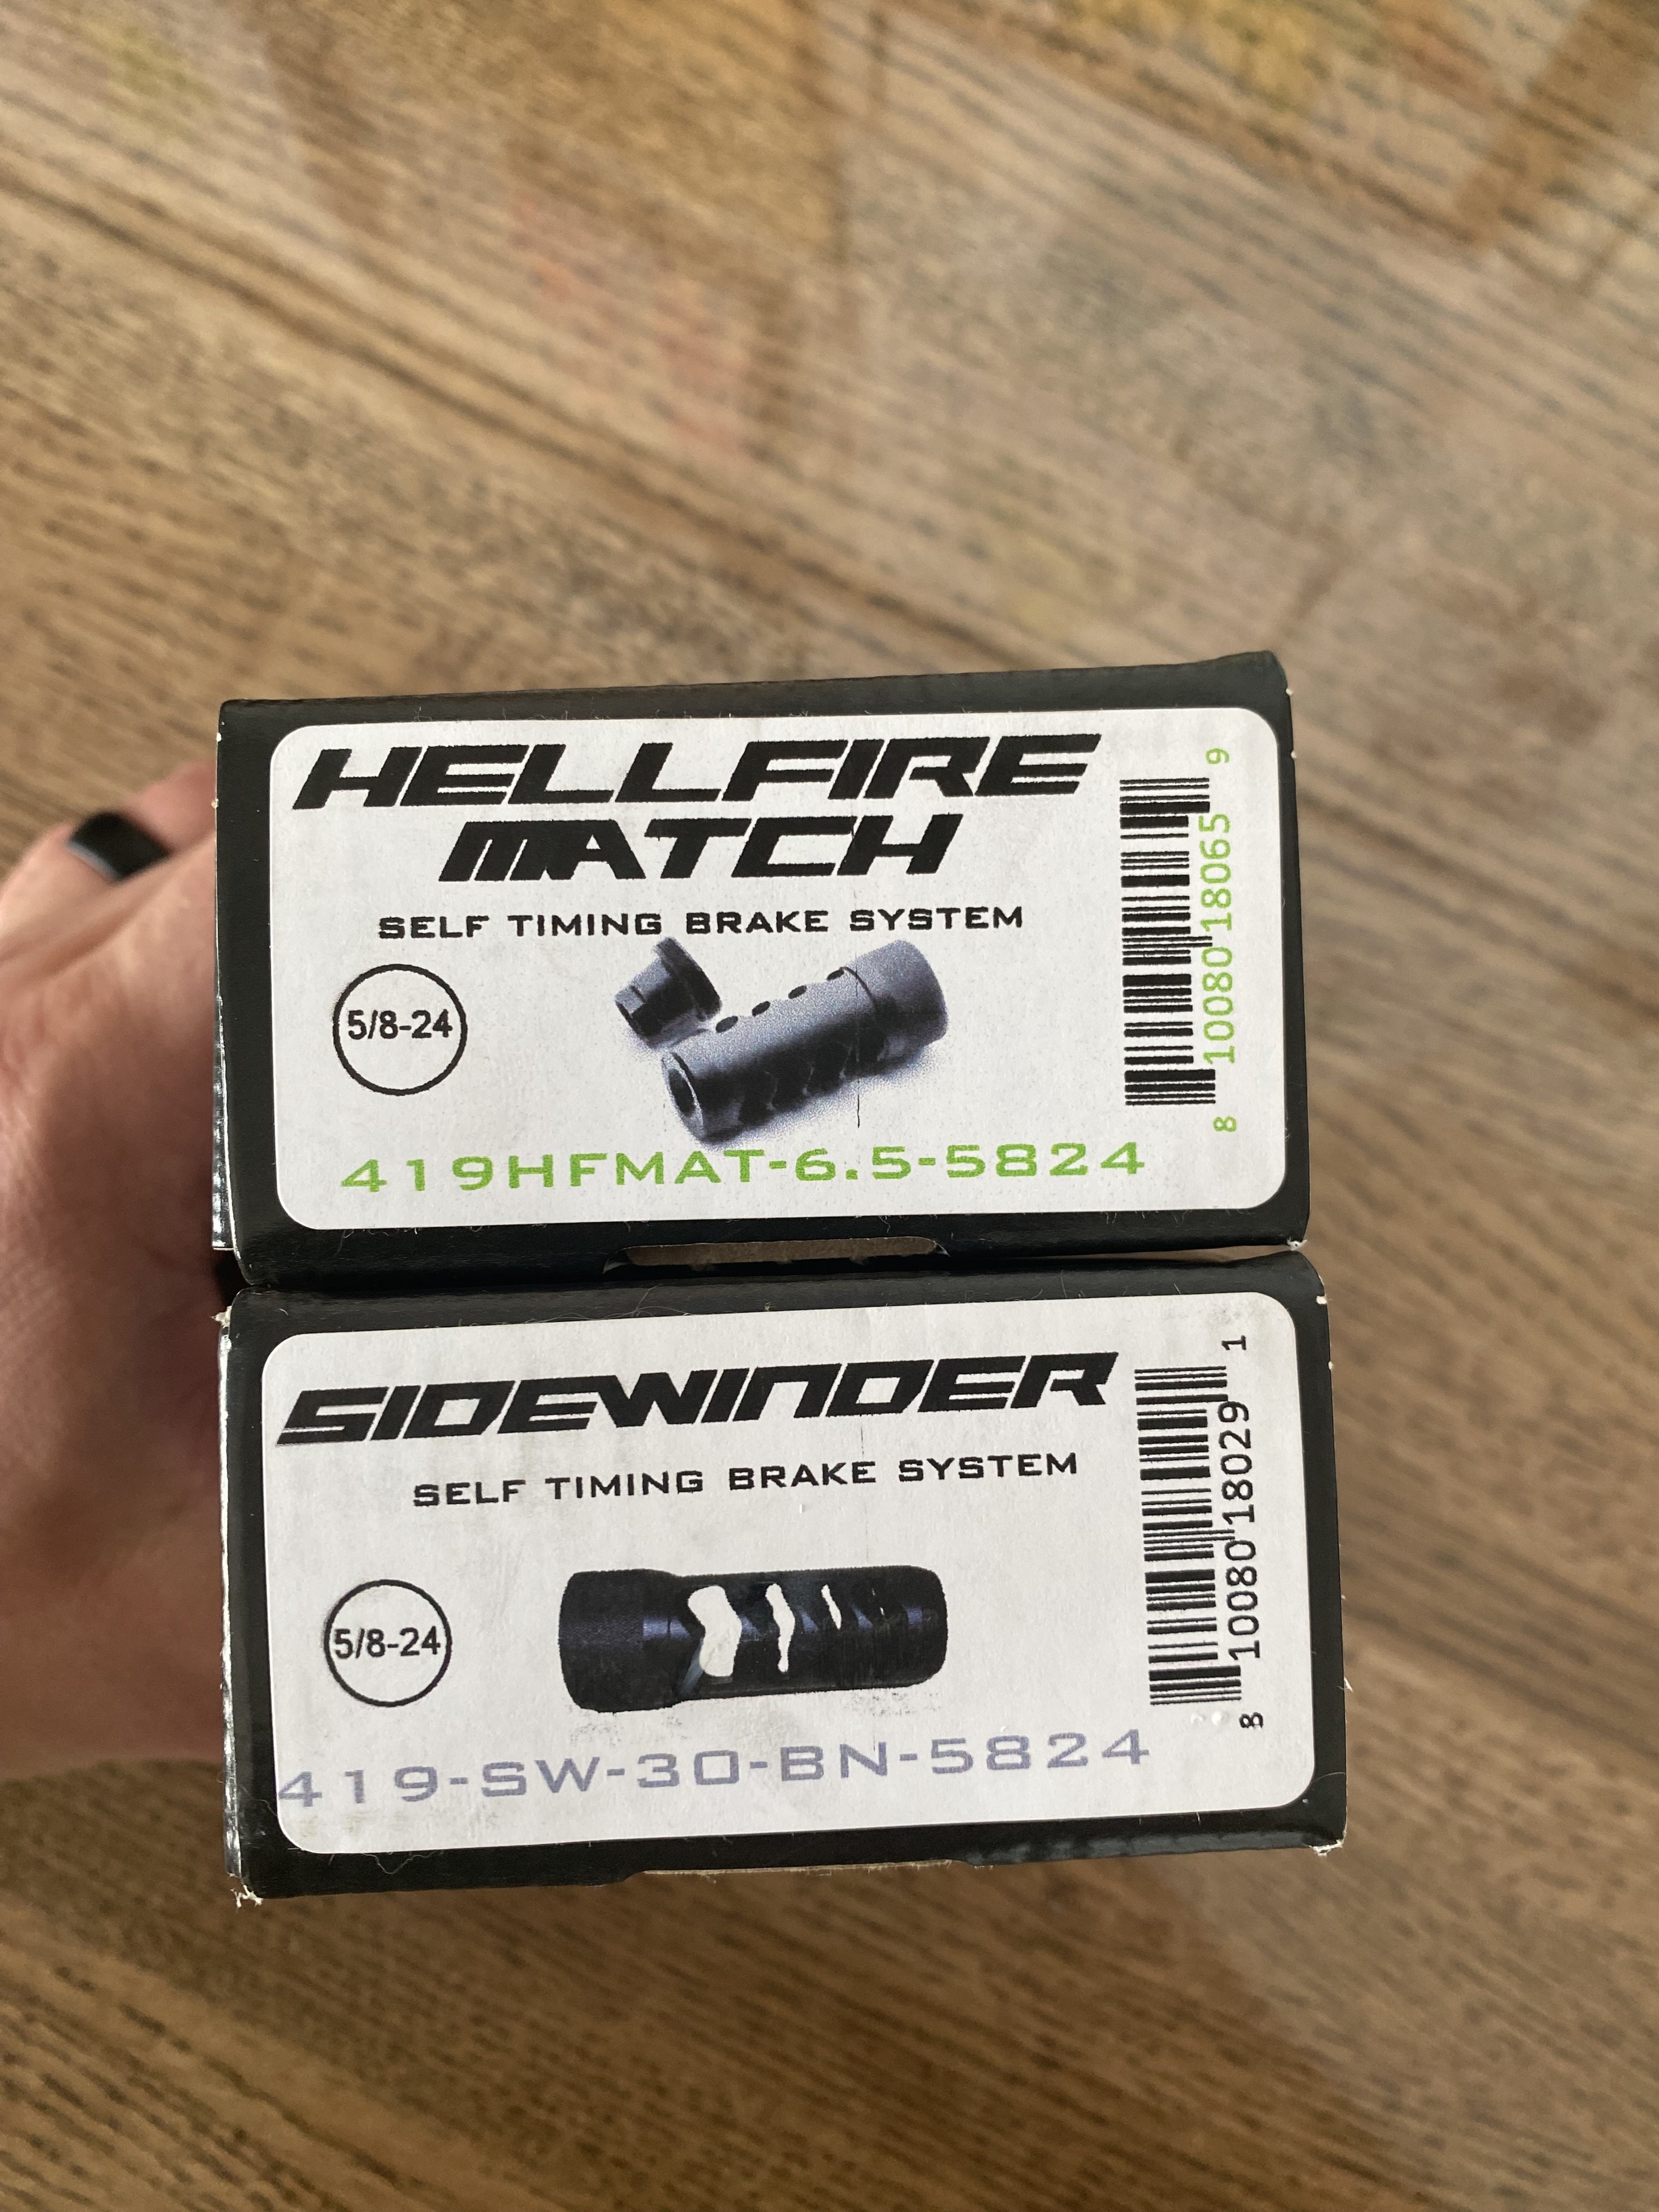 HELLFIRE
MATCH
SELF TIMING BRAKE SYSTEM
5/8-24
419HFMAT-6.5-5824
8 10080 18065 9
SIDEWINDER
SELF TIMING BRAKE SYSTEM
5/8-24
419-SW-30-BN-5824
8 10080 18029 1